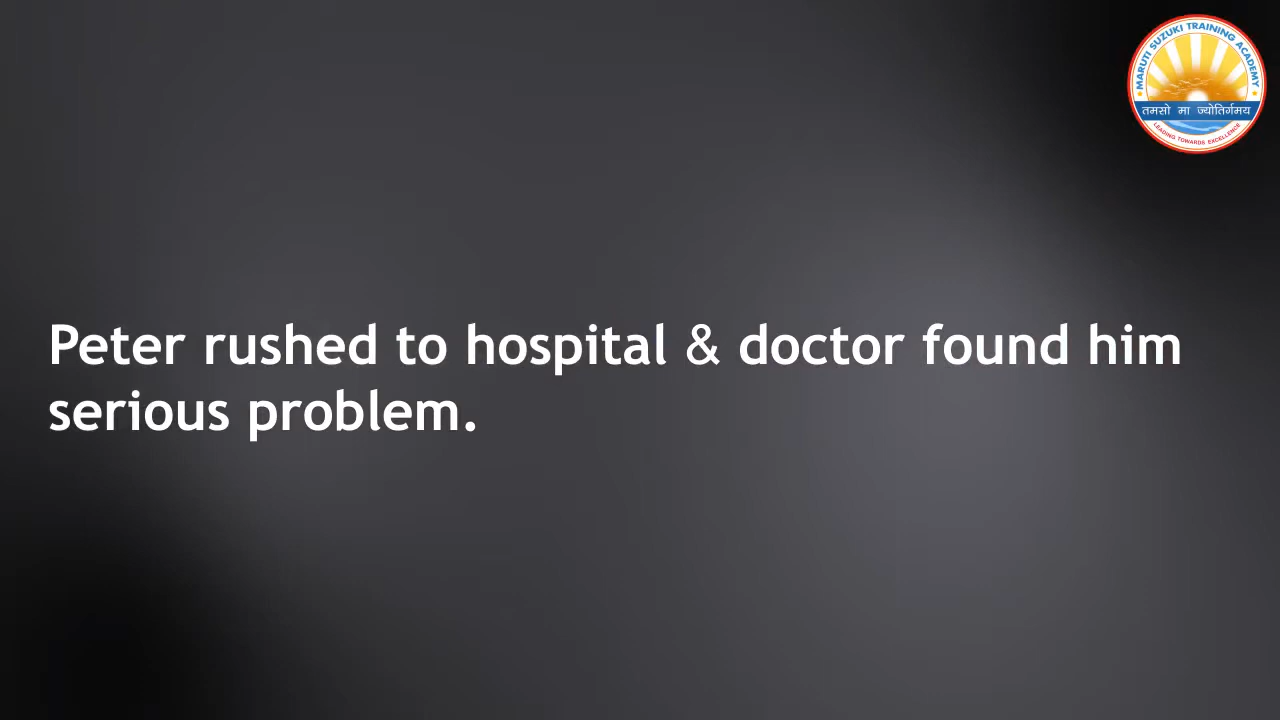 MARUTI SUZUKI TRAINING ACADEMY
तमसो मा ज्योतिर्गमय
LEADING TOWARDS EXCELLENCE
Peter rushed to hospital & doctor found him
serious problem.